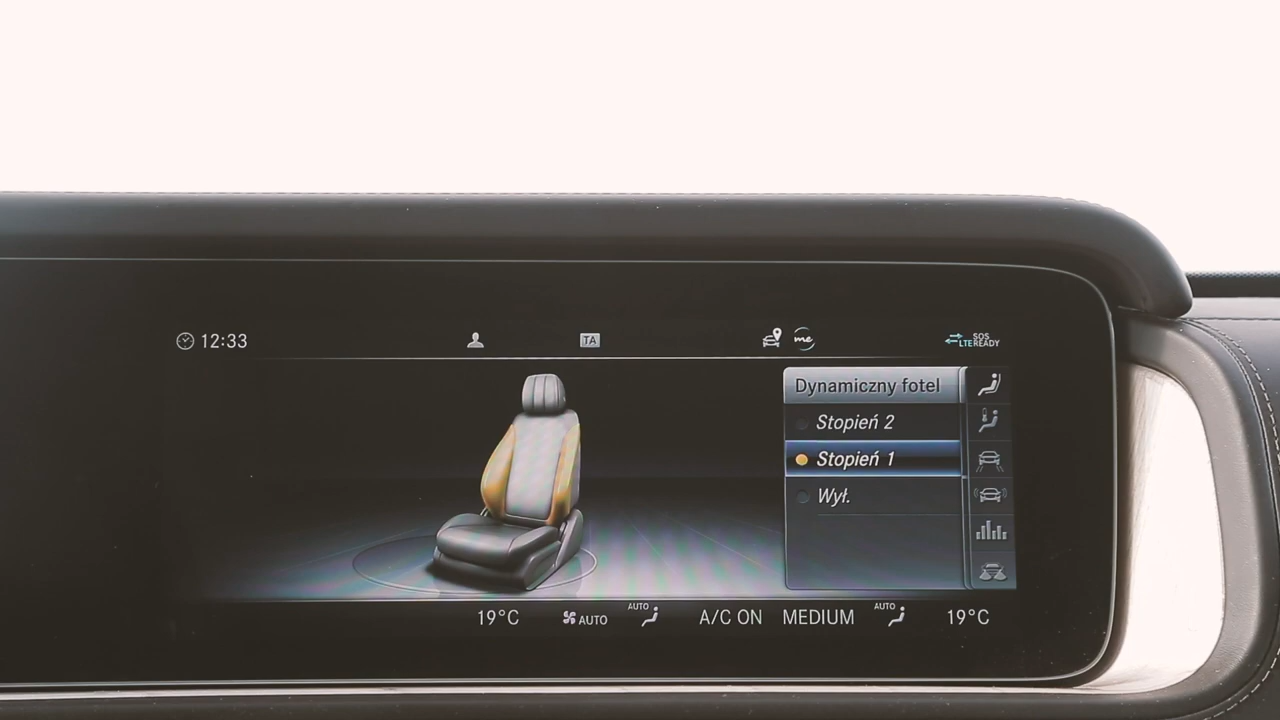 12:33
TA
me
SOS
LTE READY
Dynamiczny fotel
Stopień 2
Stopień 1
Wył.
19°C
AUTO
AUTO
A/C ON
MEDIUM
AUTO
19°C